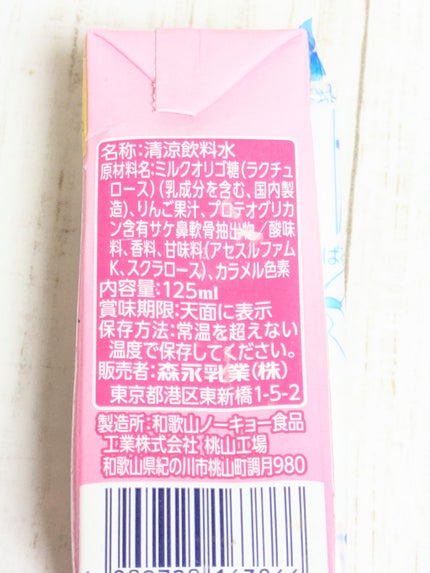 名称:清涼飲料水
原材料名:ミルクオリゴ糖(ラクチュ
ロース)(乳成分を含む、国内製
造)、りんご果汁、プロテオグリカ
ン含有サケ鼻軟骨抽出物/酸味
料、香料、甘味料(アセスルファム
K、スクラロース)、カラメル色素
内容量:125ml
賞味期限:天面に表示
保存方法:常温を超えない
温度で保存してください。
販売者:森永乳業(株)
東京都港区東新橋1-5-2
製造所:和歌山ノーキョー食品
工業株式会社 桃山工場
和歌山県紀の川市桃山町調月980
ば